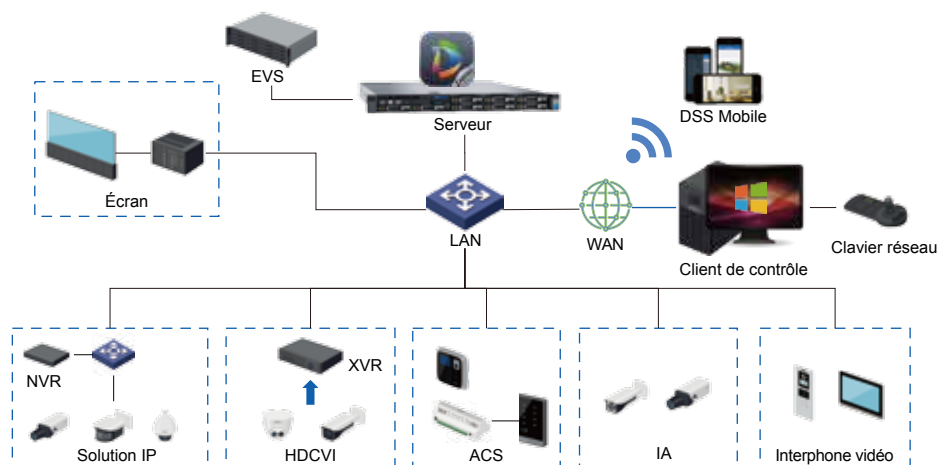 EVS
Serveur
DSS Mobile
Écran
LAN
WAN
Client de contrôle
Clavier réseau
NVR
XVR
Solution IP
HDCVI
ACS
IA
Interphone vidéo